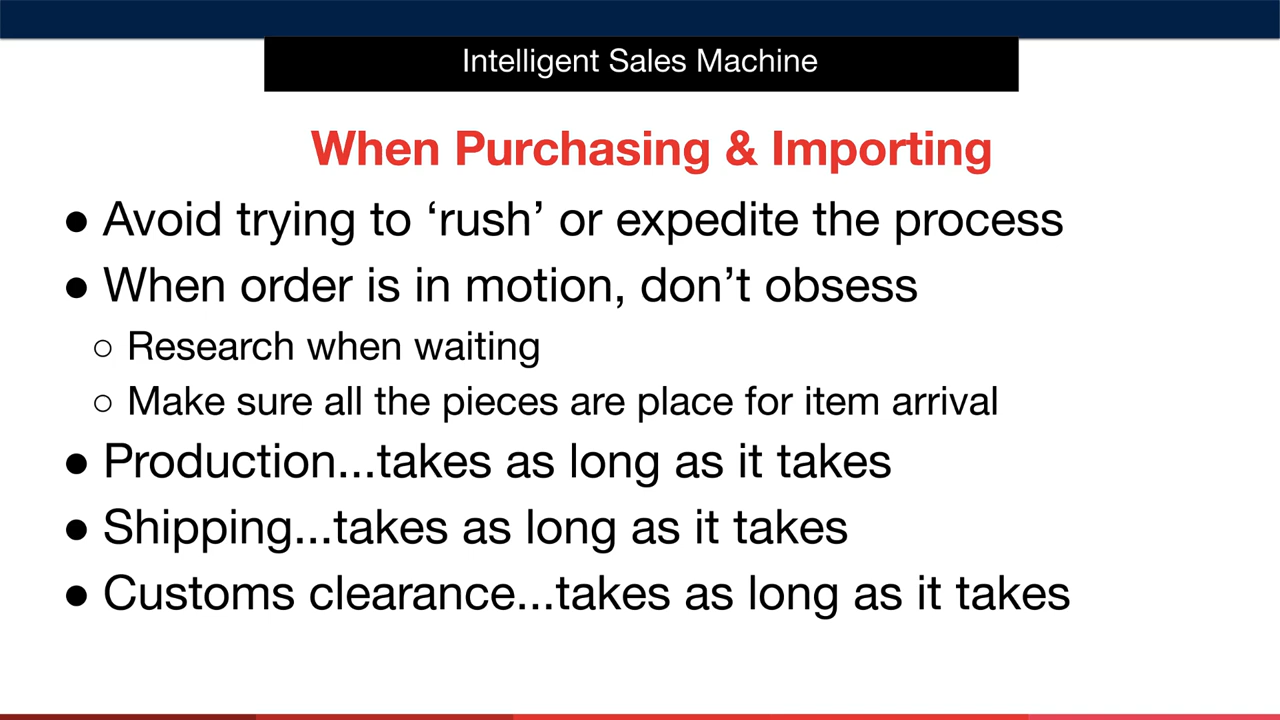 Intelligent Sales Machine
When Purchasing & Importing
● Avoid trying to ‘rush’ or expedite the process
● When order is in motion, don’t obsess
○ Research when waiting
○ Make sure all the pieces are place for item arrival
● Production...takes as long as it takes
● Shipping...takes as long as it takes
● Customs clearance...takes as long as it takes